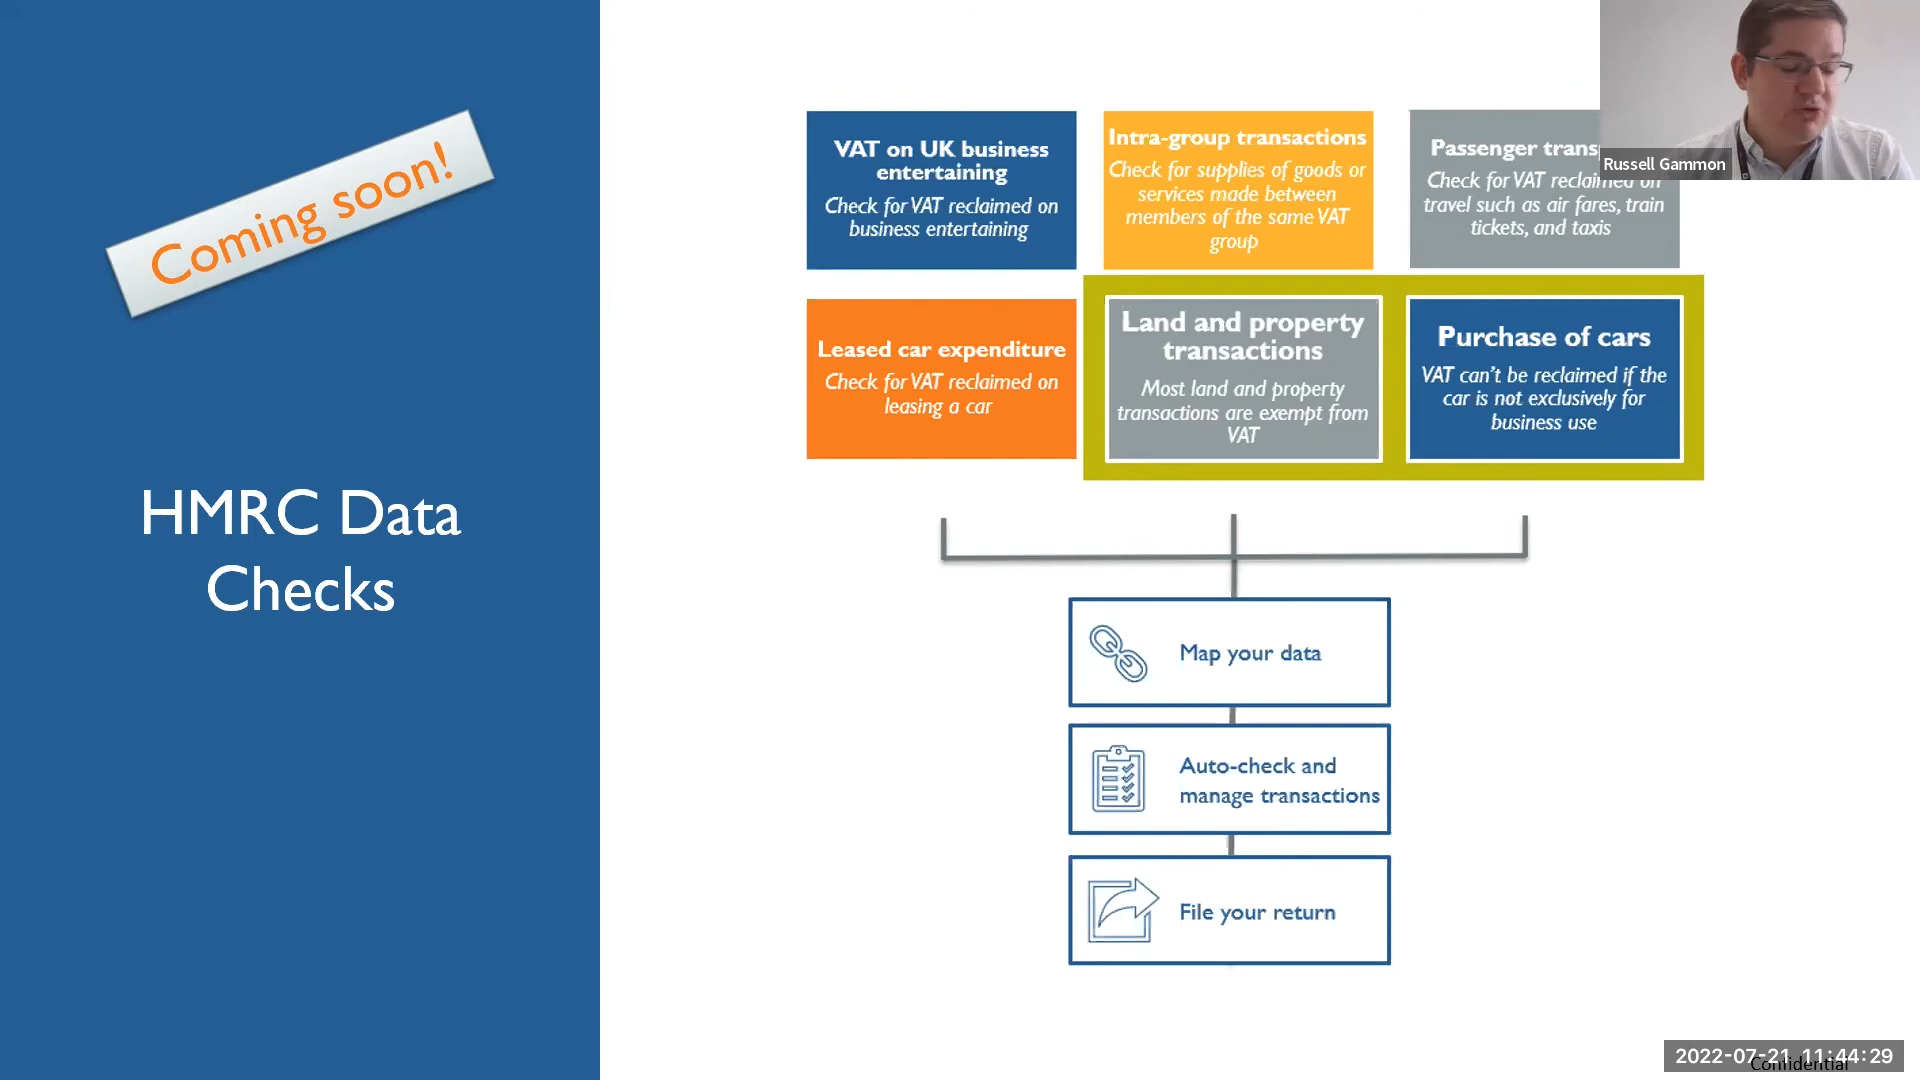 Coming soon!
HMRC Data
Checks
VAT on UK business
entertaining
Check for VAT reclaimed on
business entertaining
Intra-group transactions
Check for supplies of goods or
services made between
members of the same VAT
group
Passenger trans
Check for VAT reclaimed on
travel such as air fares, train
tickets, and taxis
Russell Gammon
Leased car expenditure
Check for VAT reclaimed on
leasing a car
Land and property
transactions
Most land and property
transactions are exempt from
VAT
Purchase of cars
VAT can't be reclaimed if the
car is not exclusively for
business use
Map your data
Auto-check and
manage transactions
File your return
2022-07-21 11:44:29
Confidential